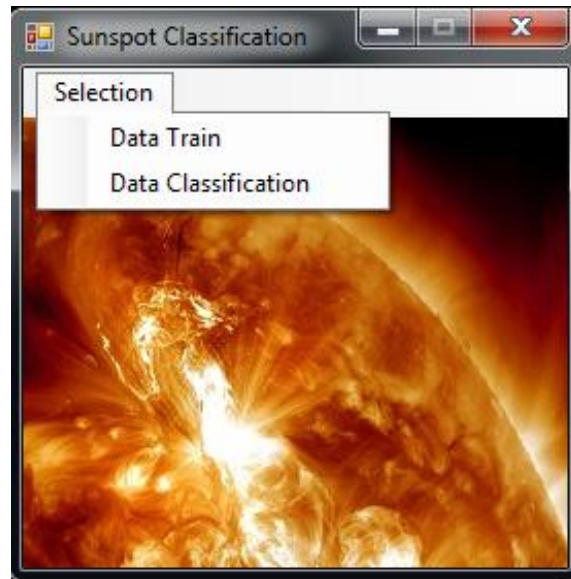 Sunspot Classification
Selection
Data Train
Data Classification